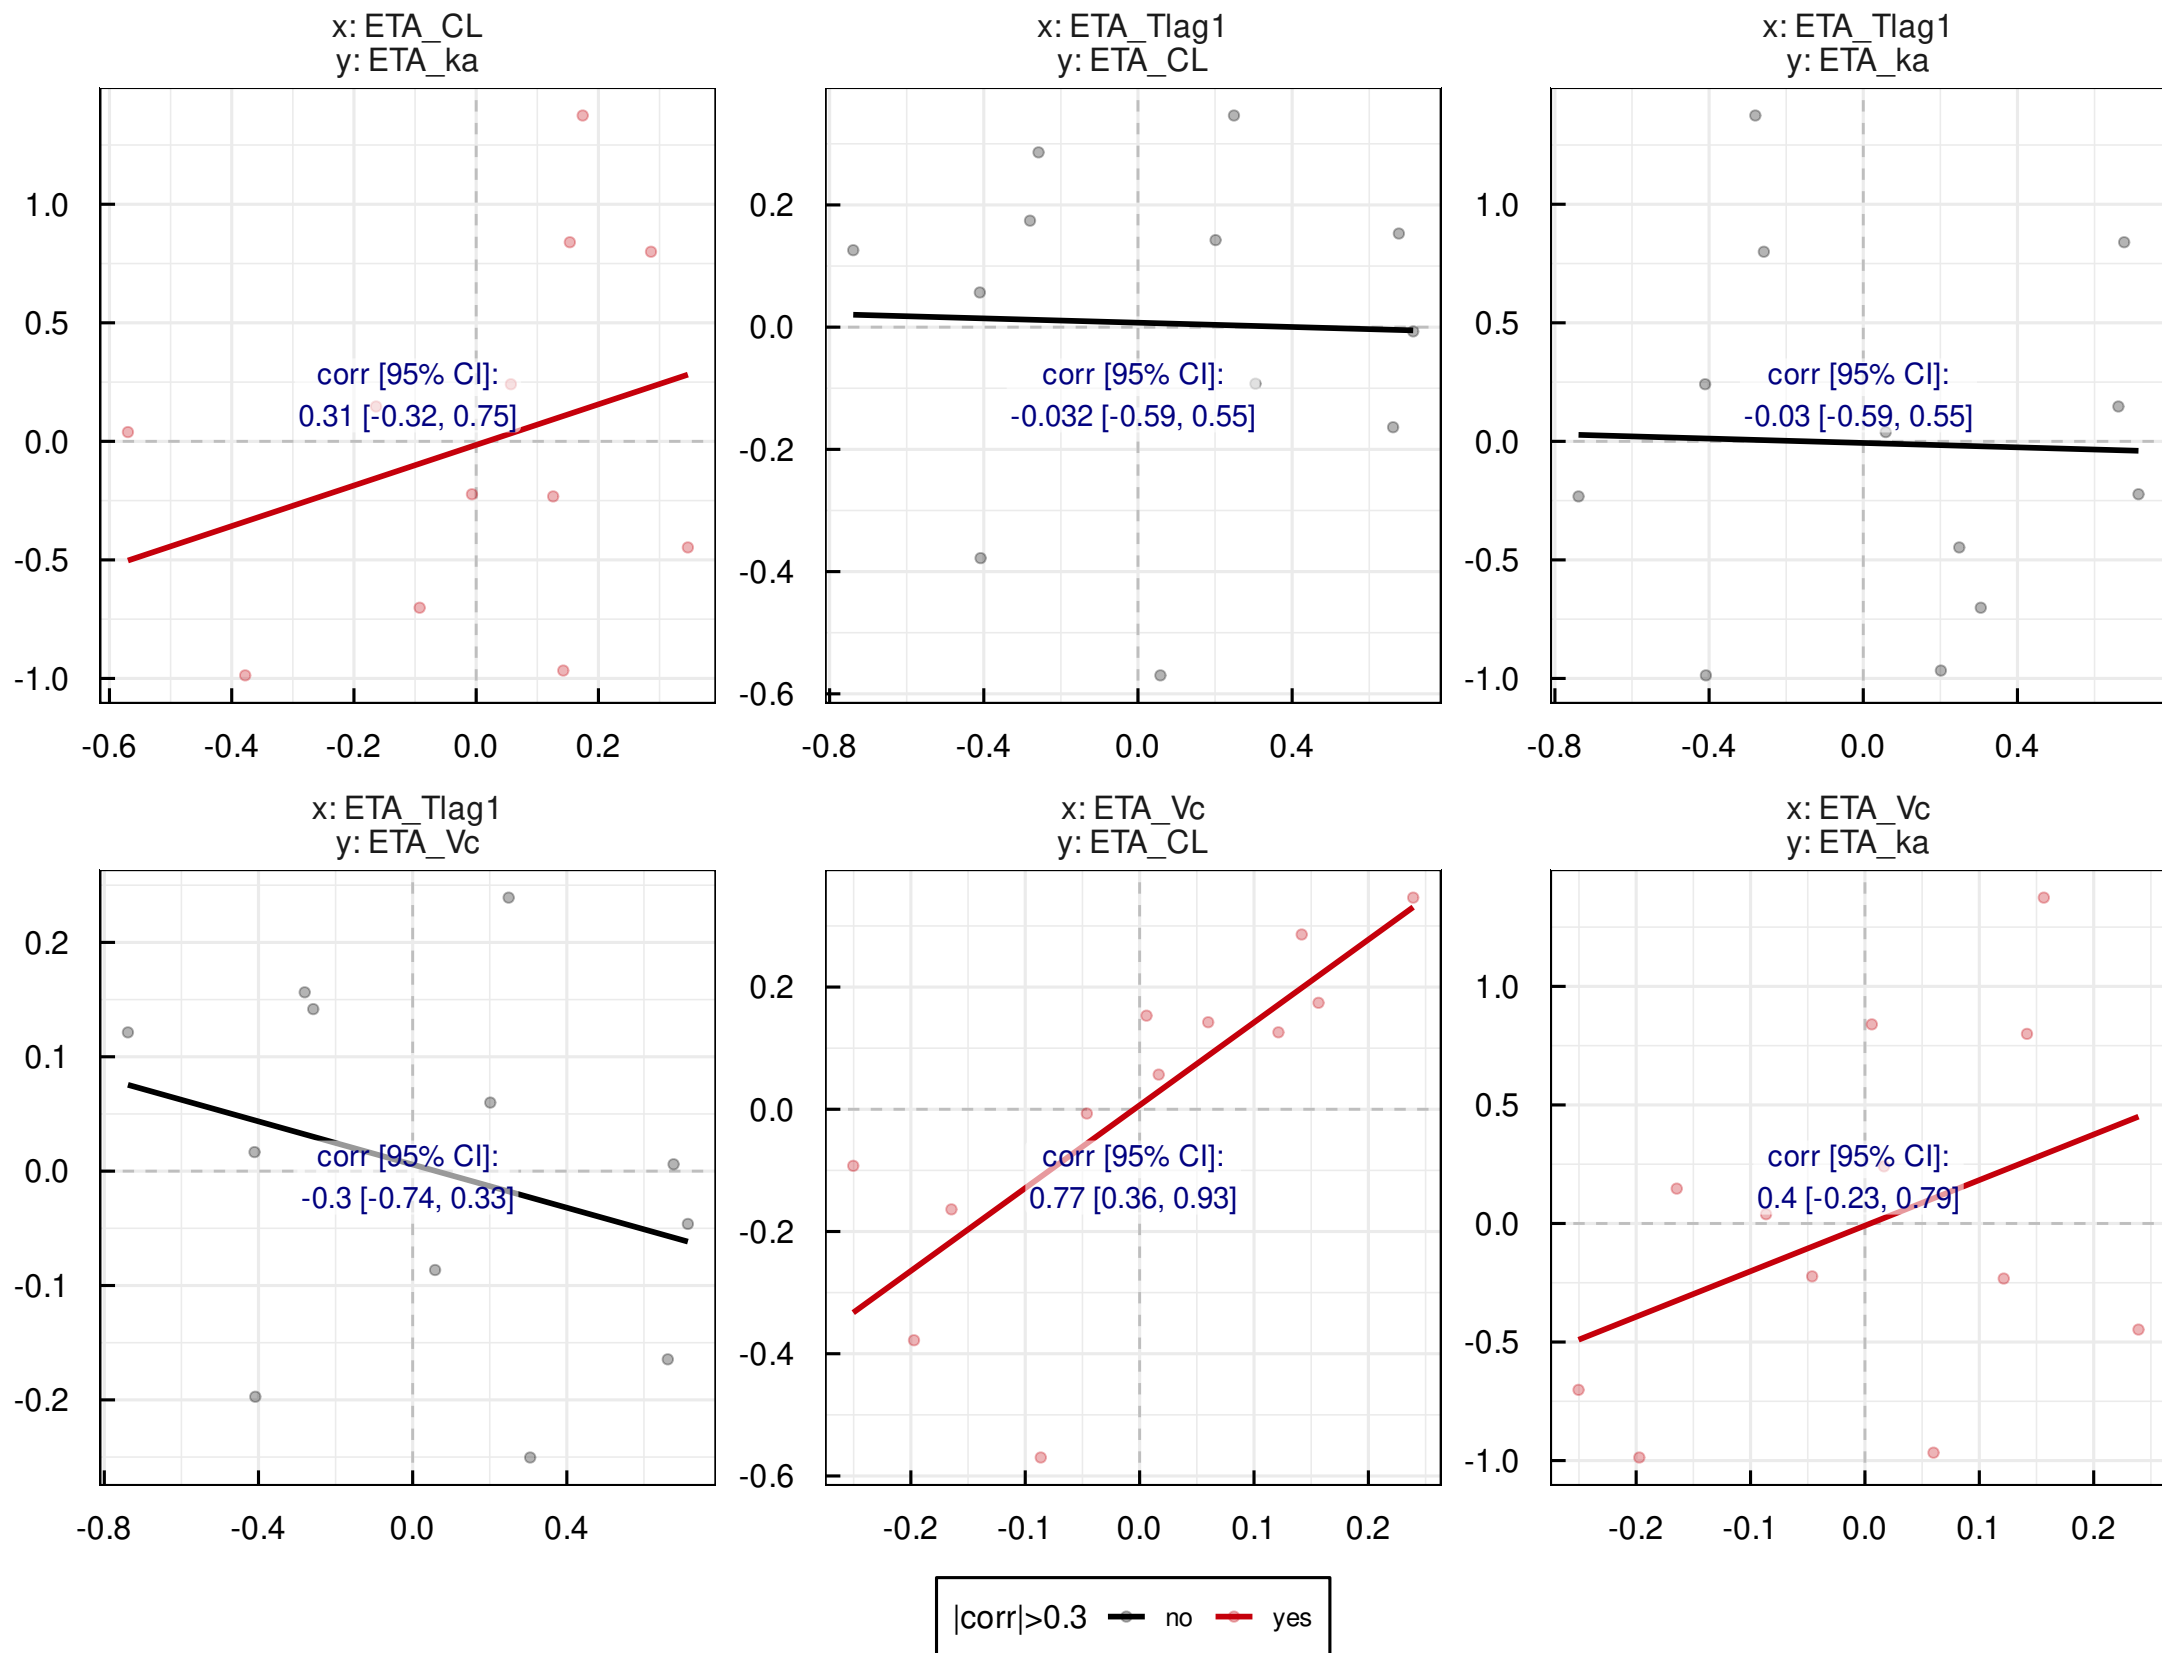 x: ETA_CL
y: ETA_ka
x: ETA_Tlag1
y: ETA_CL
x: ETA_Tlag1
y: ETA_ka
1.0
0.5
0.0
-0.5
-1.0
corr [95% CI]:
0.31 [-0.32, 0.75]
-0.6 -0.4 -0.2 0.0 0.2
0.2
0.0
-0.2
-0.4
-0.6
corr [95% CI]:
-0.032 [-0.59, 0.55]
-0.8 -0.4 0.0 0.4
1.0
0.5
0.0
-0.5
-1.0
corr [95% CI]:
-0.03 [-0.59, 0.55]
-0.8 -0.4 0.0 0.4
x: ETA_Tlag1
y: ETA_Vc
x: ETA_Vc
y: ETA_CL
x: ETA_Vc
y: ETA_ka
0.2
0.1
0.0
-0.1
-0.2
corr [95% CI]:
-0.3 [-0.74, 0.33]
-0.8 -0.4 0.0 0.4
0.2
0.0
-0.2
-0.4
-0.6
corr [95% CI]:
0.77 [0.36, 0.93]
-0.2 -0.1 0.0 0.1 0.2
1.0
0.5
0.0
-0.5
-1.0
corr [95% CI]:
0.4 [-0.23, 0.79]
-0.2 -0.1 0.0 0.1 0.2
|corr|>0.3 no yes